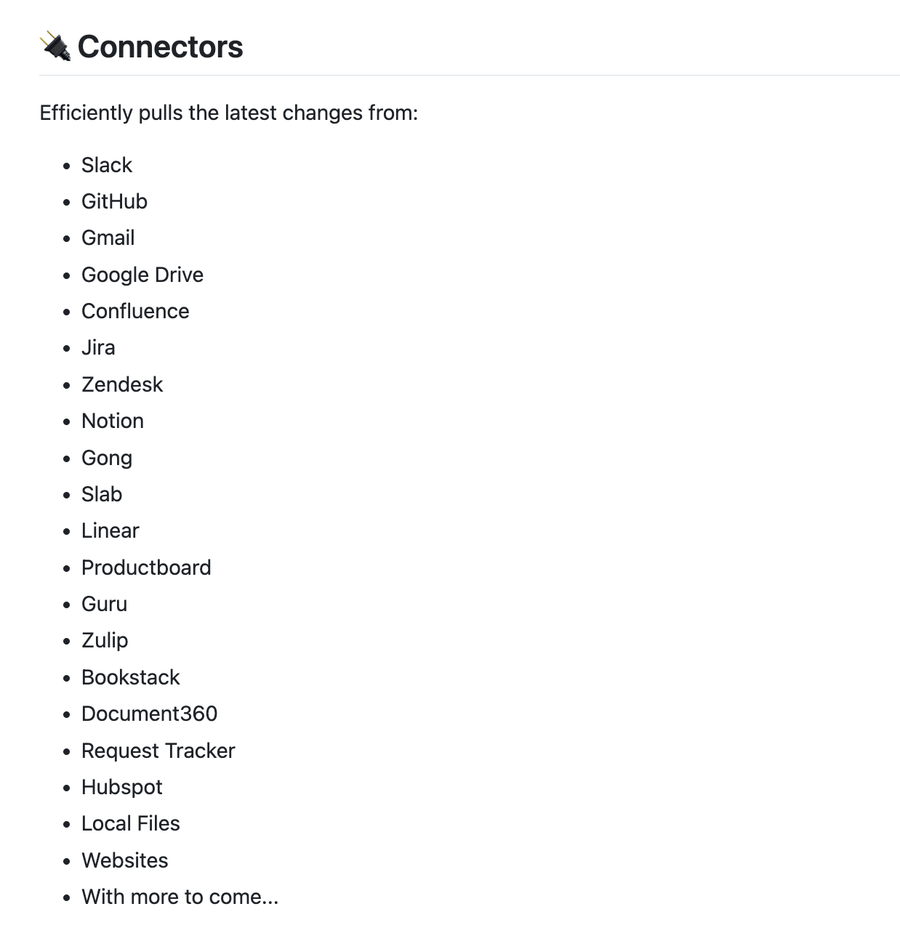 🔌 Connectors
Efficiently pulls the latest changes from:
• Slack
• GitHub
• Gmail
• Google Drive
• Confluence
• Jira
• Zendesk
• Notion
• Gong
• Slab
• Linear
• Productboard
• Guru
• Zulip
• Bookstack
• Document360
• Request Tracker
• Hubspot
• Local Files
• Websites
• With more to come...